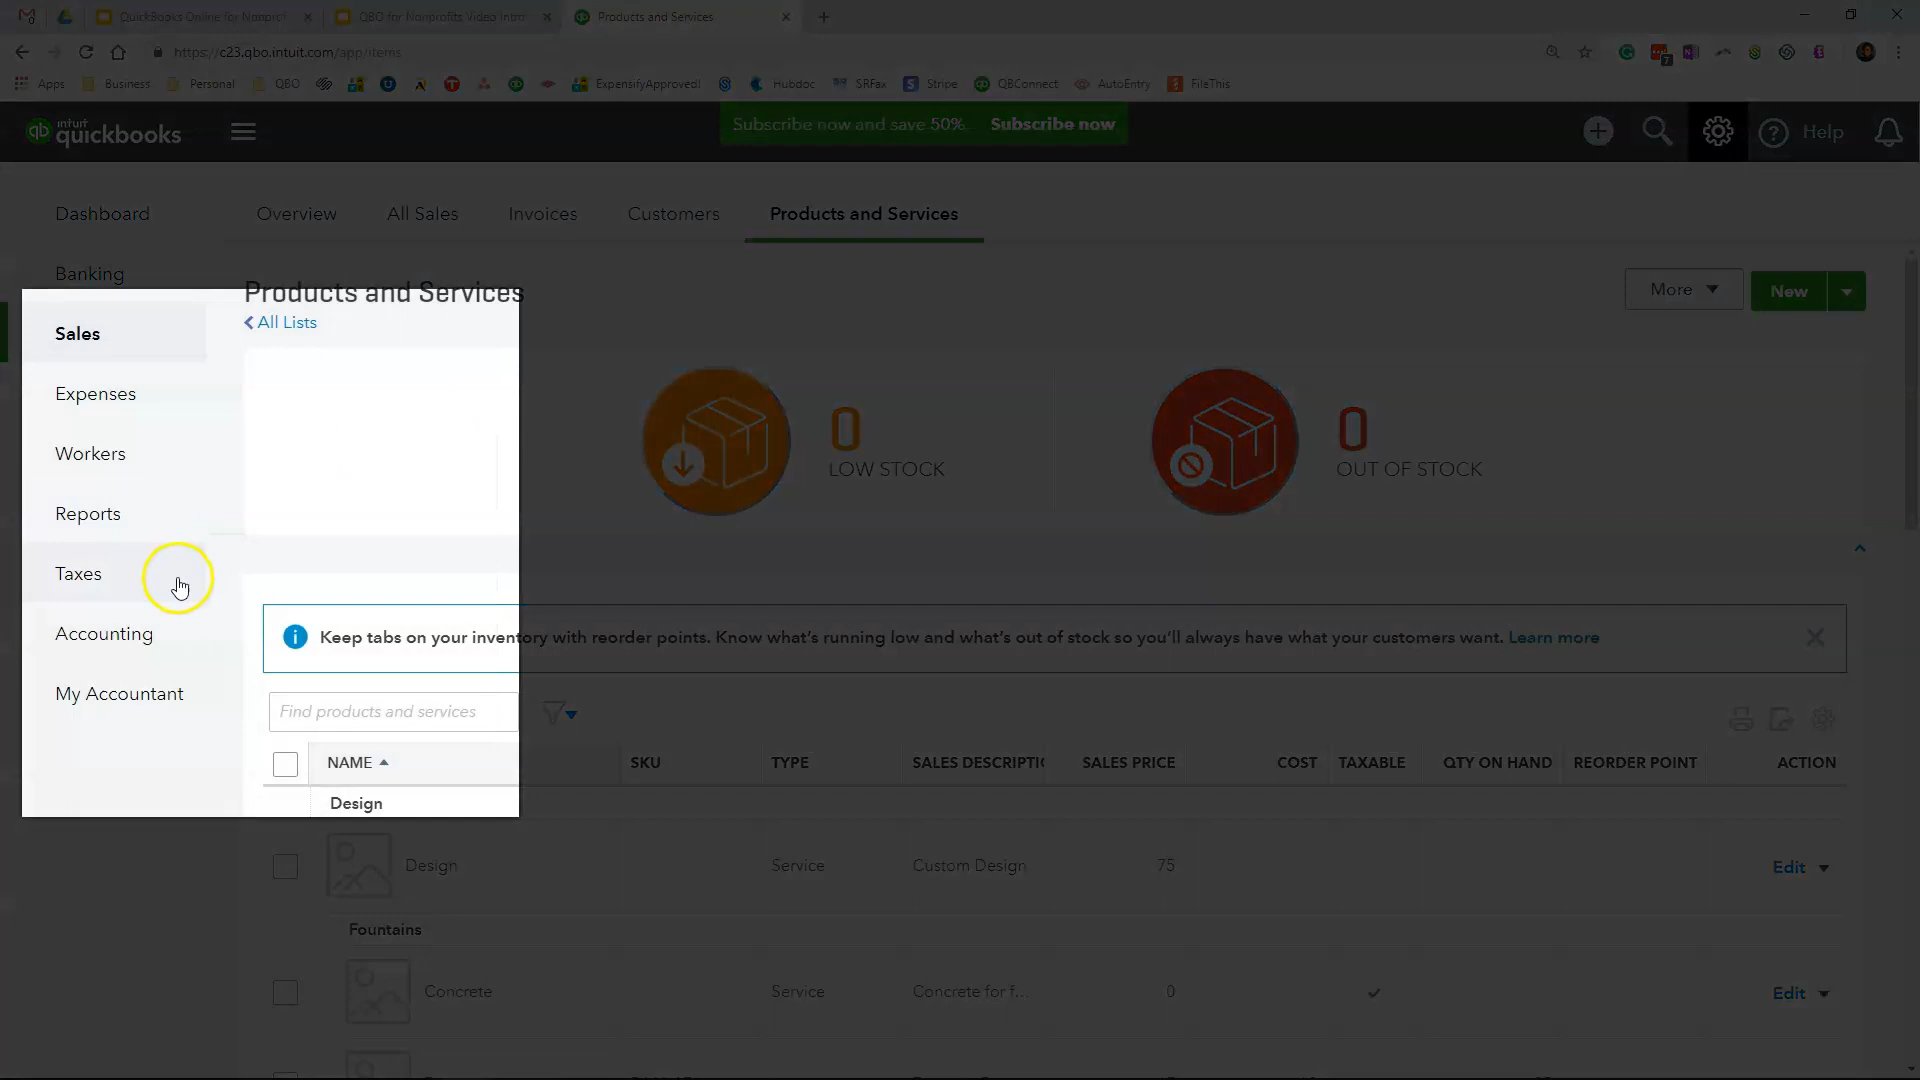 QuickBooks Online for Nonprofi
QBO for Nonprofits Video Intro
Products and Services
https://c23.qbo.intuit.com/app/items
7
Apps
Business
Personal
QBO
ExpensifyApproved!
Hubdoc
SRFax
Stripe
QBConnect
AutoEntry
FileThis
intuit
quickbooks
Subscribe now and save 50%. Subscribe now
Help
Dashboard
Overview
All Sales
Invoices
Customers
Products and Services
Banking
Sales
Expenses
Workers
Reports
Taxes
Accounting
My Accountant
Products and Services
All Lists
More
New
0
LOW STOCK
0
OUT OF STOCK
Keep tabs on your inventory with reorder points. Know what's running low and what's out of stock so you'll always have what your customers want. Learn more
Find products and services
NAME SKU TYPE SALES DESCRIPTI SALES PRICE COST TAXABLE QTY ON HAND REORDER POINT ACTION
Design
Design Service Custom Design 75 Edit
Fountains
Concrete Service Concrete for f... 0 Edit